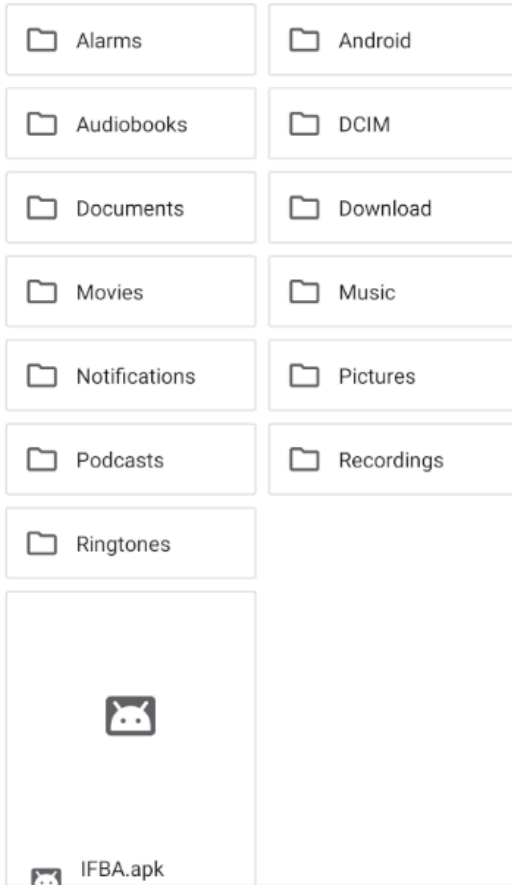 Alarms
Android
Audiobooks
DCIM
Documents
Download
Movies
Music
Notifications
Pictures
Podcasts
Recordings
Ringtones
IFBA.apk